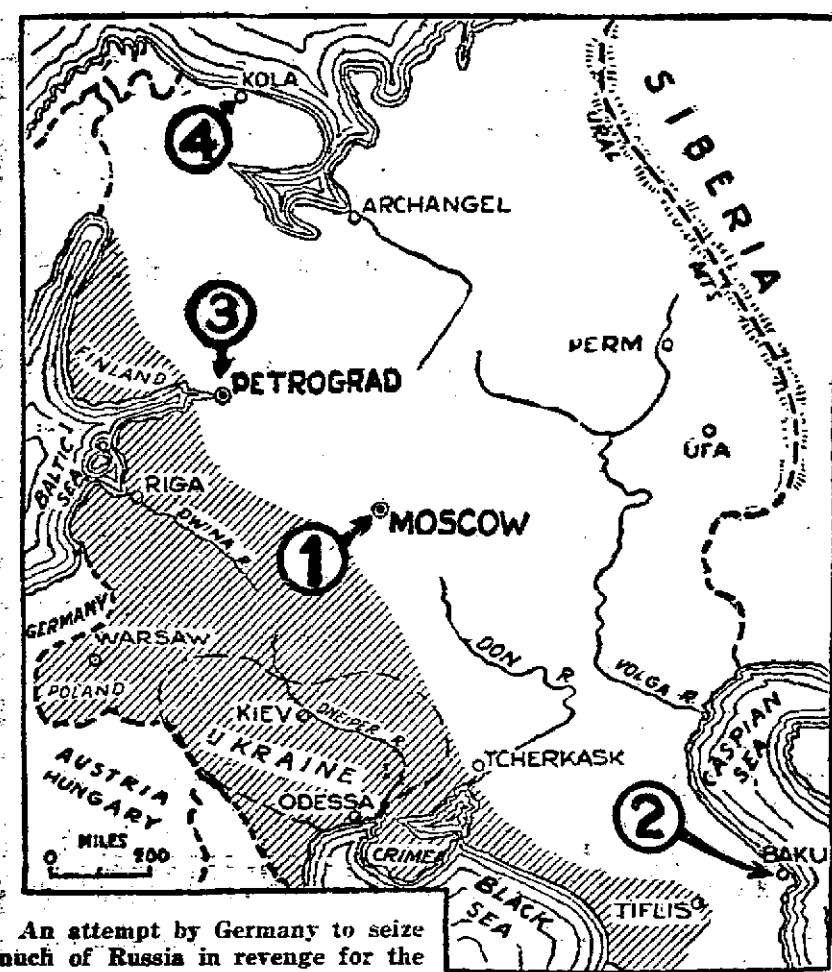 KOLA
4
SIBERIA
URAL
MTS
ARCHANGEL
3
PERM
FINLAND
PETROGRAD
UFA
BALTIC SEA
RIGA
DWINA R.
MOSCOW
1
GERMANY
WARSAW
POLAND
DON R.
VOLGA R.
KIEV
DNEIPER R.
UKRAINE
CASPIAN SEA
AUSTRIA HUNGARY
TCHERKASK
ODESSA
2
MILES
0 200
CRIMEA
BAKU
BLACK SEA
TIFLIS
An attempt by Germany to seize
much of Russia in revenge for the